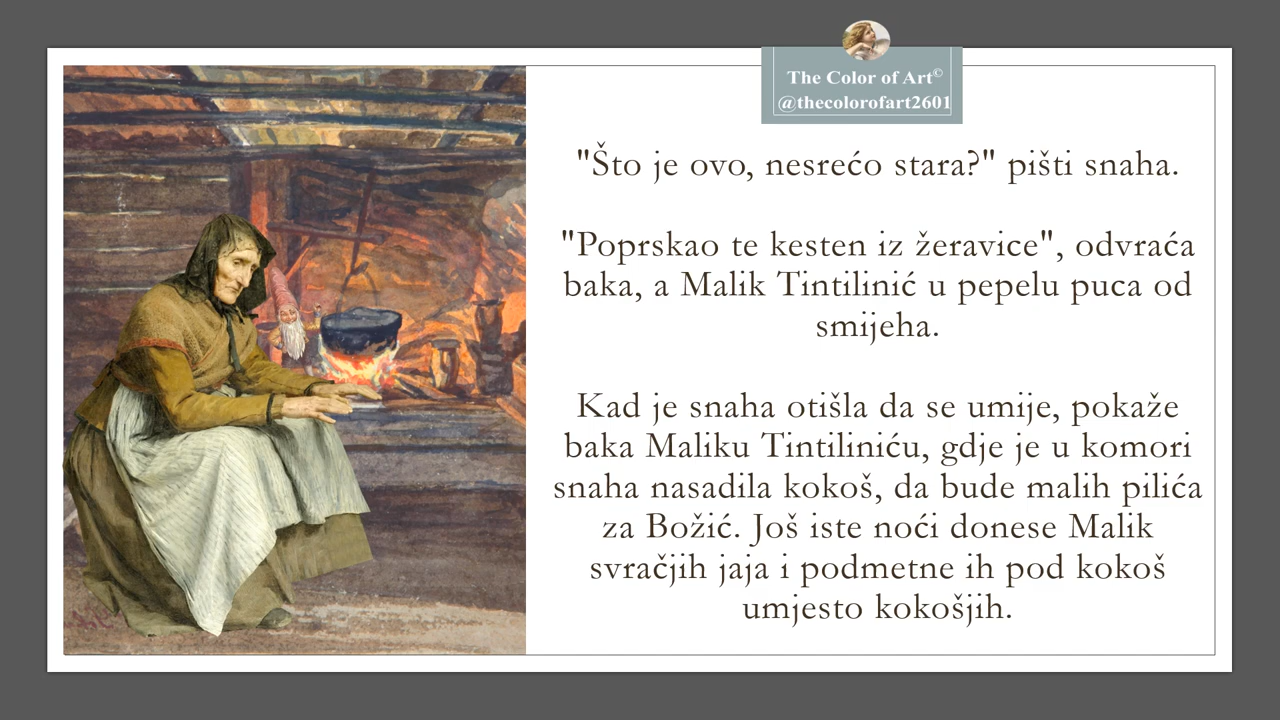 The Color of Art©
@thecolorofart2601
"Što je ovo, nesrećo stara?" pišti snaha.
"Poprskao te kesten iz žeravice", odvraća
baka, a Malik Tintilinić u pepelu puca od
smijeha.
Kad je snaha otišla da se umije, pokaže
baka Maliku Tintiliniću, gdje je u komori
snaha nasadila kokoš, da bude malih pilića
za Božić. Još iste noći donese Malik
svračjih jaja i podmetne ih pod kokoš
umjesto kokošjih.